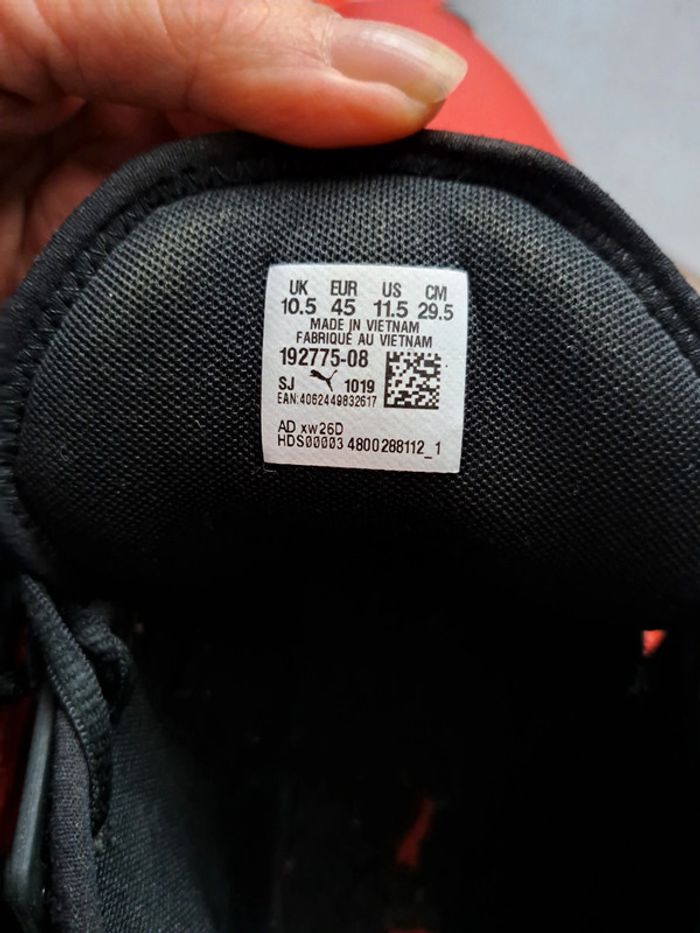 UK EUR US CM
10.5 45 11.5 29.5
MADE IN VIETNAM
FABRIQUÉ AU VIETNAM
192775-08
SJ 1019
EAN:4062449832617
AD xw26D
HDS00003 4800288112_1